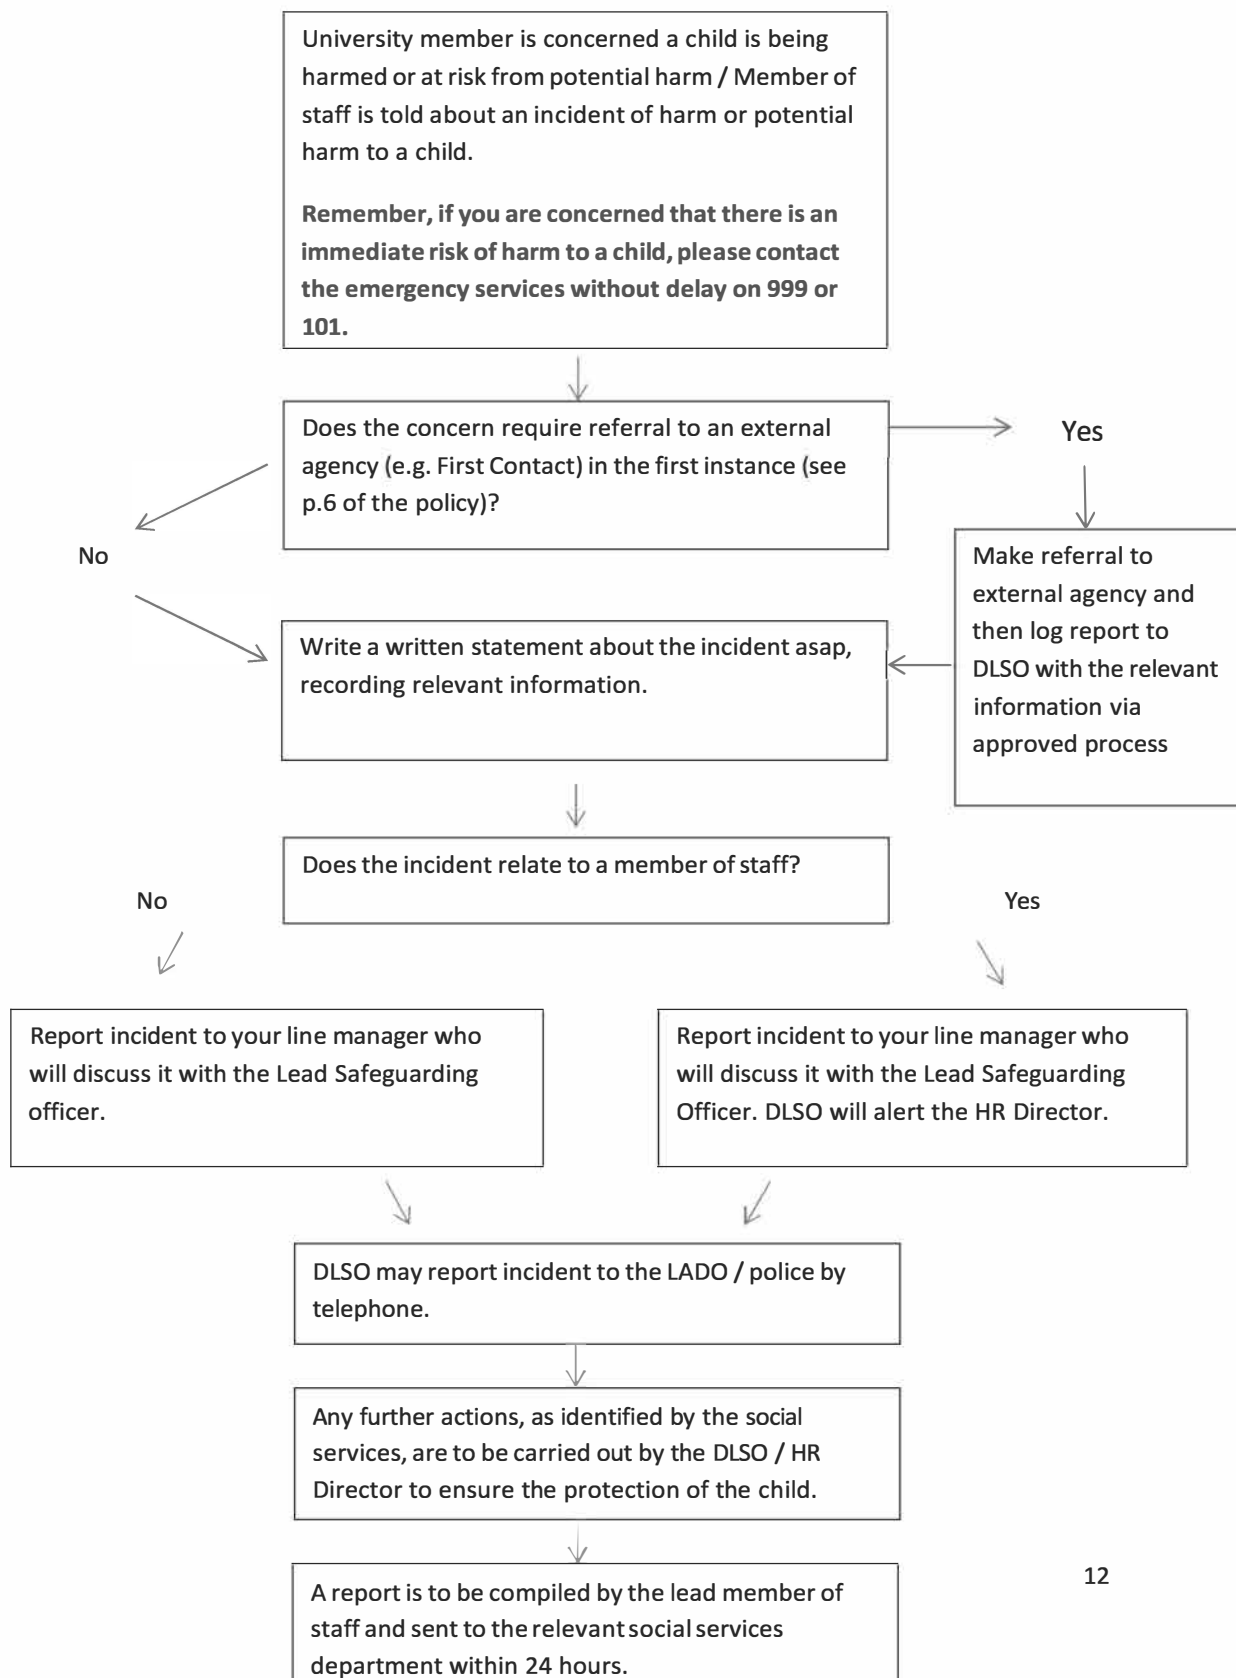 University member is concerned a child is being
harmed or at risk from potential harm / Member of
staff is told about an incident of harm or potential
harm to a child.
Remember, if you are concerned that there is an
immediate risk of harm to a child, please contact
the emergency services without delay on 999 or
101.
Does the concern require referral to an external
agency (e.g. First Contact) in the first instance (see
p.6 of the policy)?
Yes
No
Make referral to
external agency and
then log report to
DLSO with the relevant
information via
approved process
Write a written statement about the incident asap,
recording relevant information.
Does the incident relate to a member of staff?
No
Yes
Report incident to your line manager who
will discuss it with the Lead Safeguarding
officer.
Report incident to your line manager who
will discuss it with the Lead Safeguarding
Officer. DLSO will alert the HR Director.
DLSO may report incident to the LADO / police by
telephone.
Any further actions, as identified by the social
services, are to be carried out by the DLSO / HR
Director to ensure the protection of the child.
A report is to be compiled by the lead member of
staff and sent to the relevant social services
department within 24 hours.
12